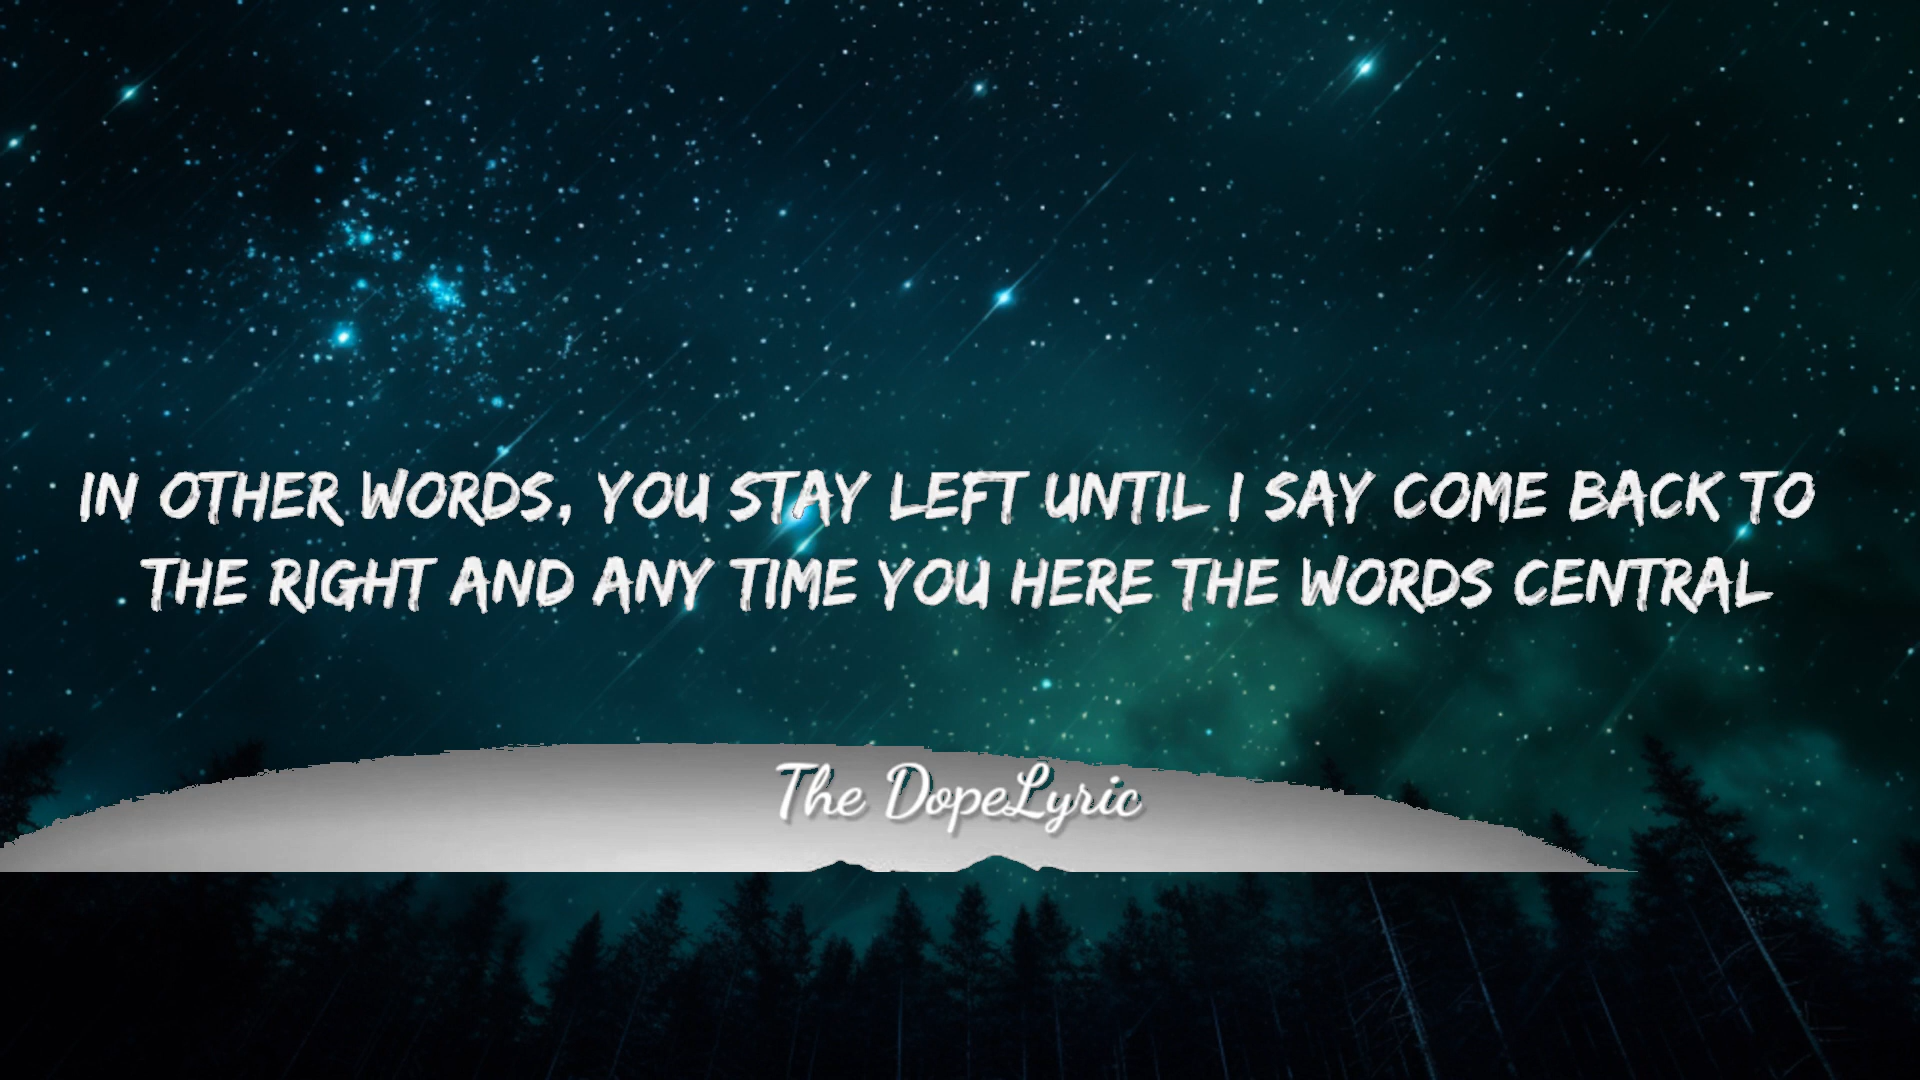 IN OTHER WORDS, YOU STAY LEFT UNTIL I SAY COME BACK TO
THE RIGHT AND ANY TIME YOU HERE THE WORDS CENTRAL
The DopeLyric